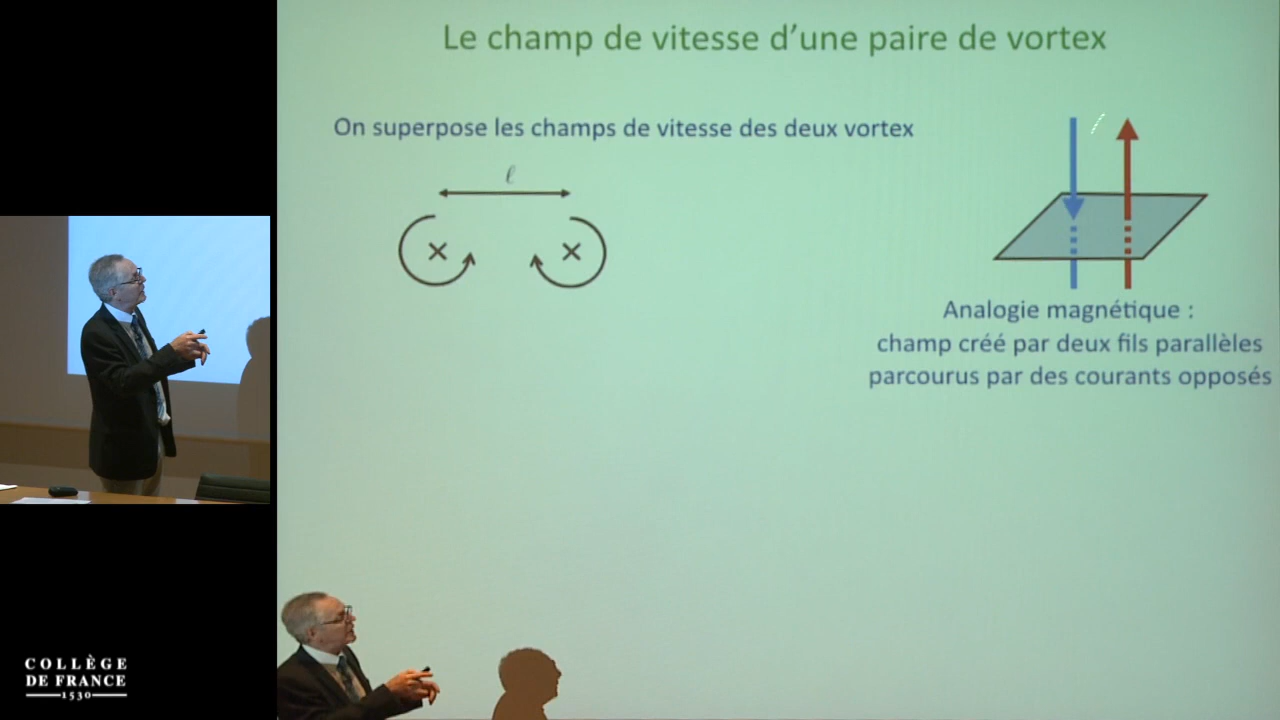 Le champ de vitesse d'une paire de vortex
On superpose les champs de vitesse des deux vortex
ℓ
Analogie magnétique :
champ créé par deux fils parallèles
parcourus par des courants opposés
COLLÈGE
DE FRANCE
1530